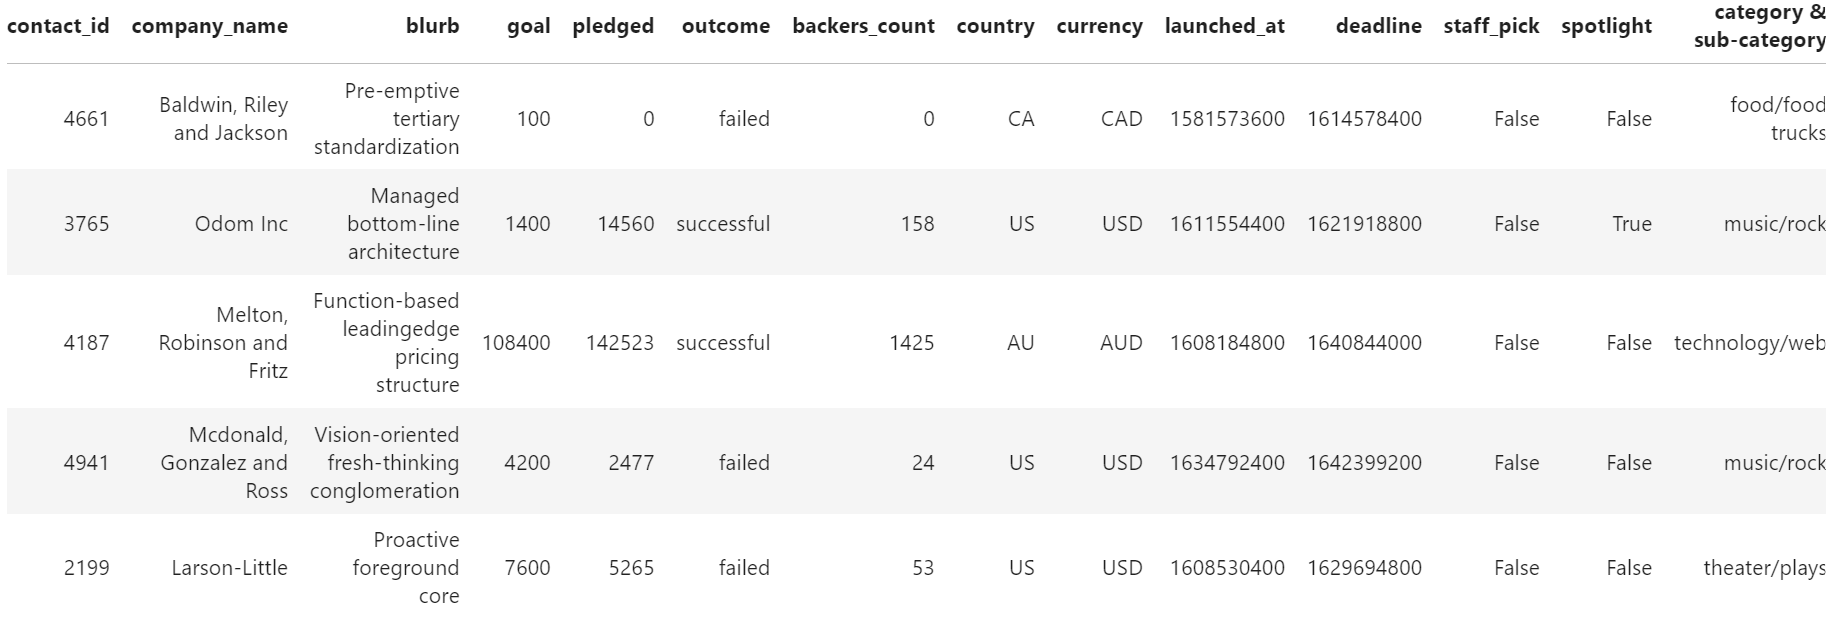 contact_id company_name blurb goal pledged outcome backers_count country currency launched_at deadline staff_pick spotlight category & sub-category
4661 Baldwin, Riley and Jackson Pre-emptive tertiary standardization 100 0 failed 0 CA CAD 1581573600 1614578400 False False food/food trucks
3765 Odom Inc Managed bottom-line architecture 1400 14560 successful 158 US USD 1611554400 1621918800 False True music/rock
4187 Melton, Robinson and Fritz Function-based leadingedge pricing structure 108400 142523 successful 1425 AU AUD 1608184800 1640844000 False False technology/web
4941 Mcdonald, Gonzalez and Ross Vision-oriented fresh-thinking conglomeration 4200 2477 failed 24 US USD 1634792400 1642399200 False False music/rock
2199 Larson-Little Proactive foreground core 7600 5265 failed 53 US USD 1608530400 1629694800 False False theater/plays